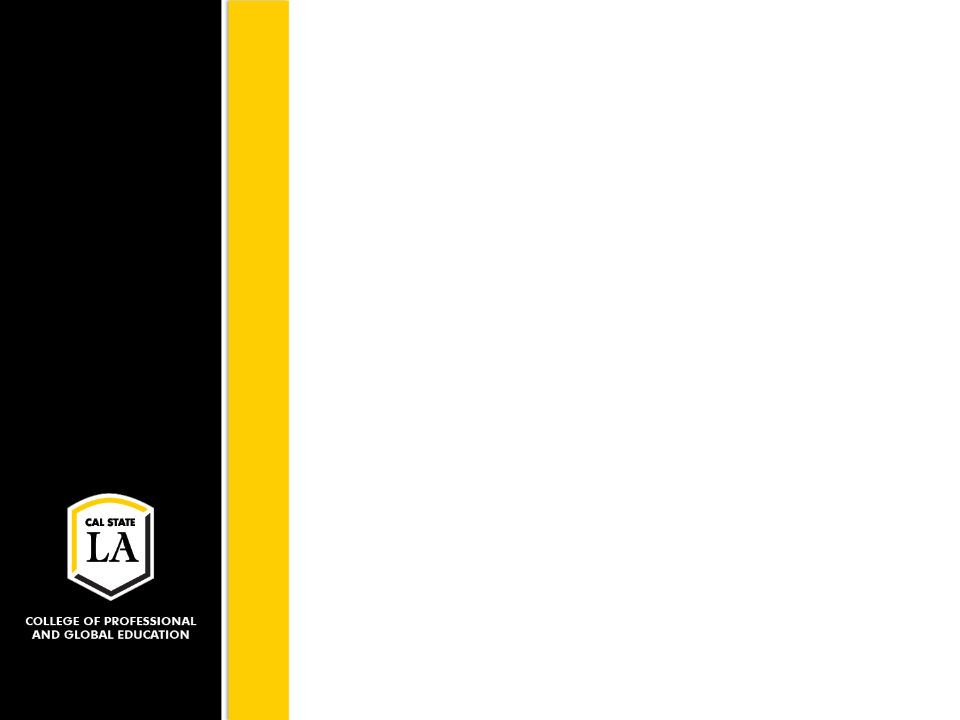 CAL STATE
LA
COLLEGE OF PROFESSIONAL
AND GLOBAL EDUCATION